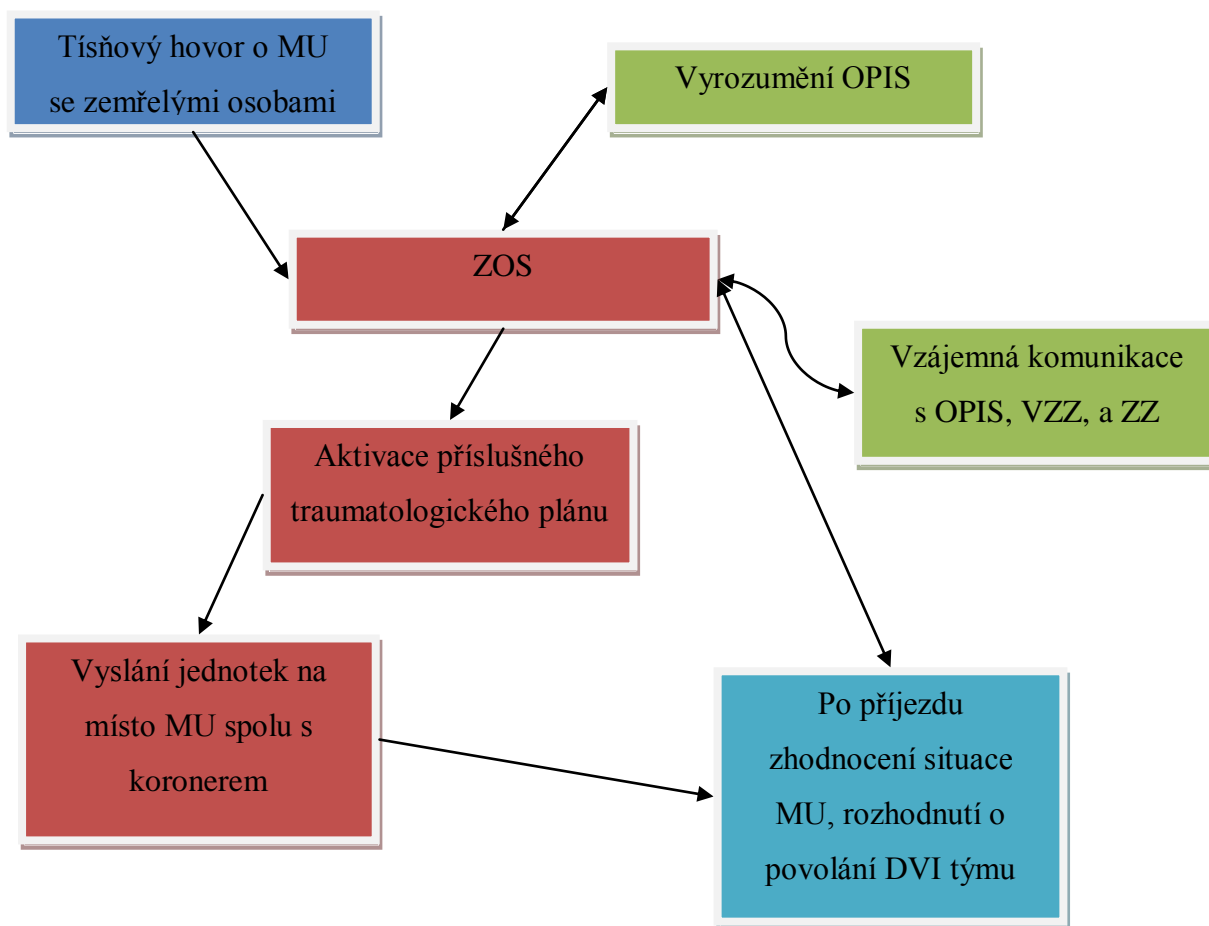 Tísňový hovor o MU
se zemřelými osobami
Vyrozumění OPIS
ZOS
Vzájemná komunikace
s OPIS, VZZ, a ZZ
Aktivace příslušného
traumatologického plánu
Vyslání jednotek na
místo MU spolu s
koronerem
Po příjezdu
zhodnocení situace
MU, rozhodnutí o
povolání DVI týmu